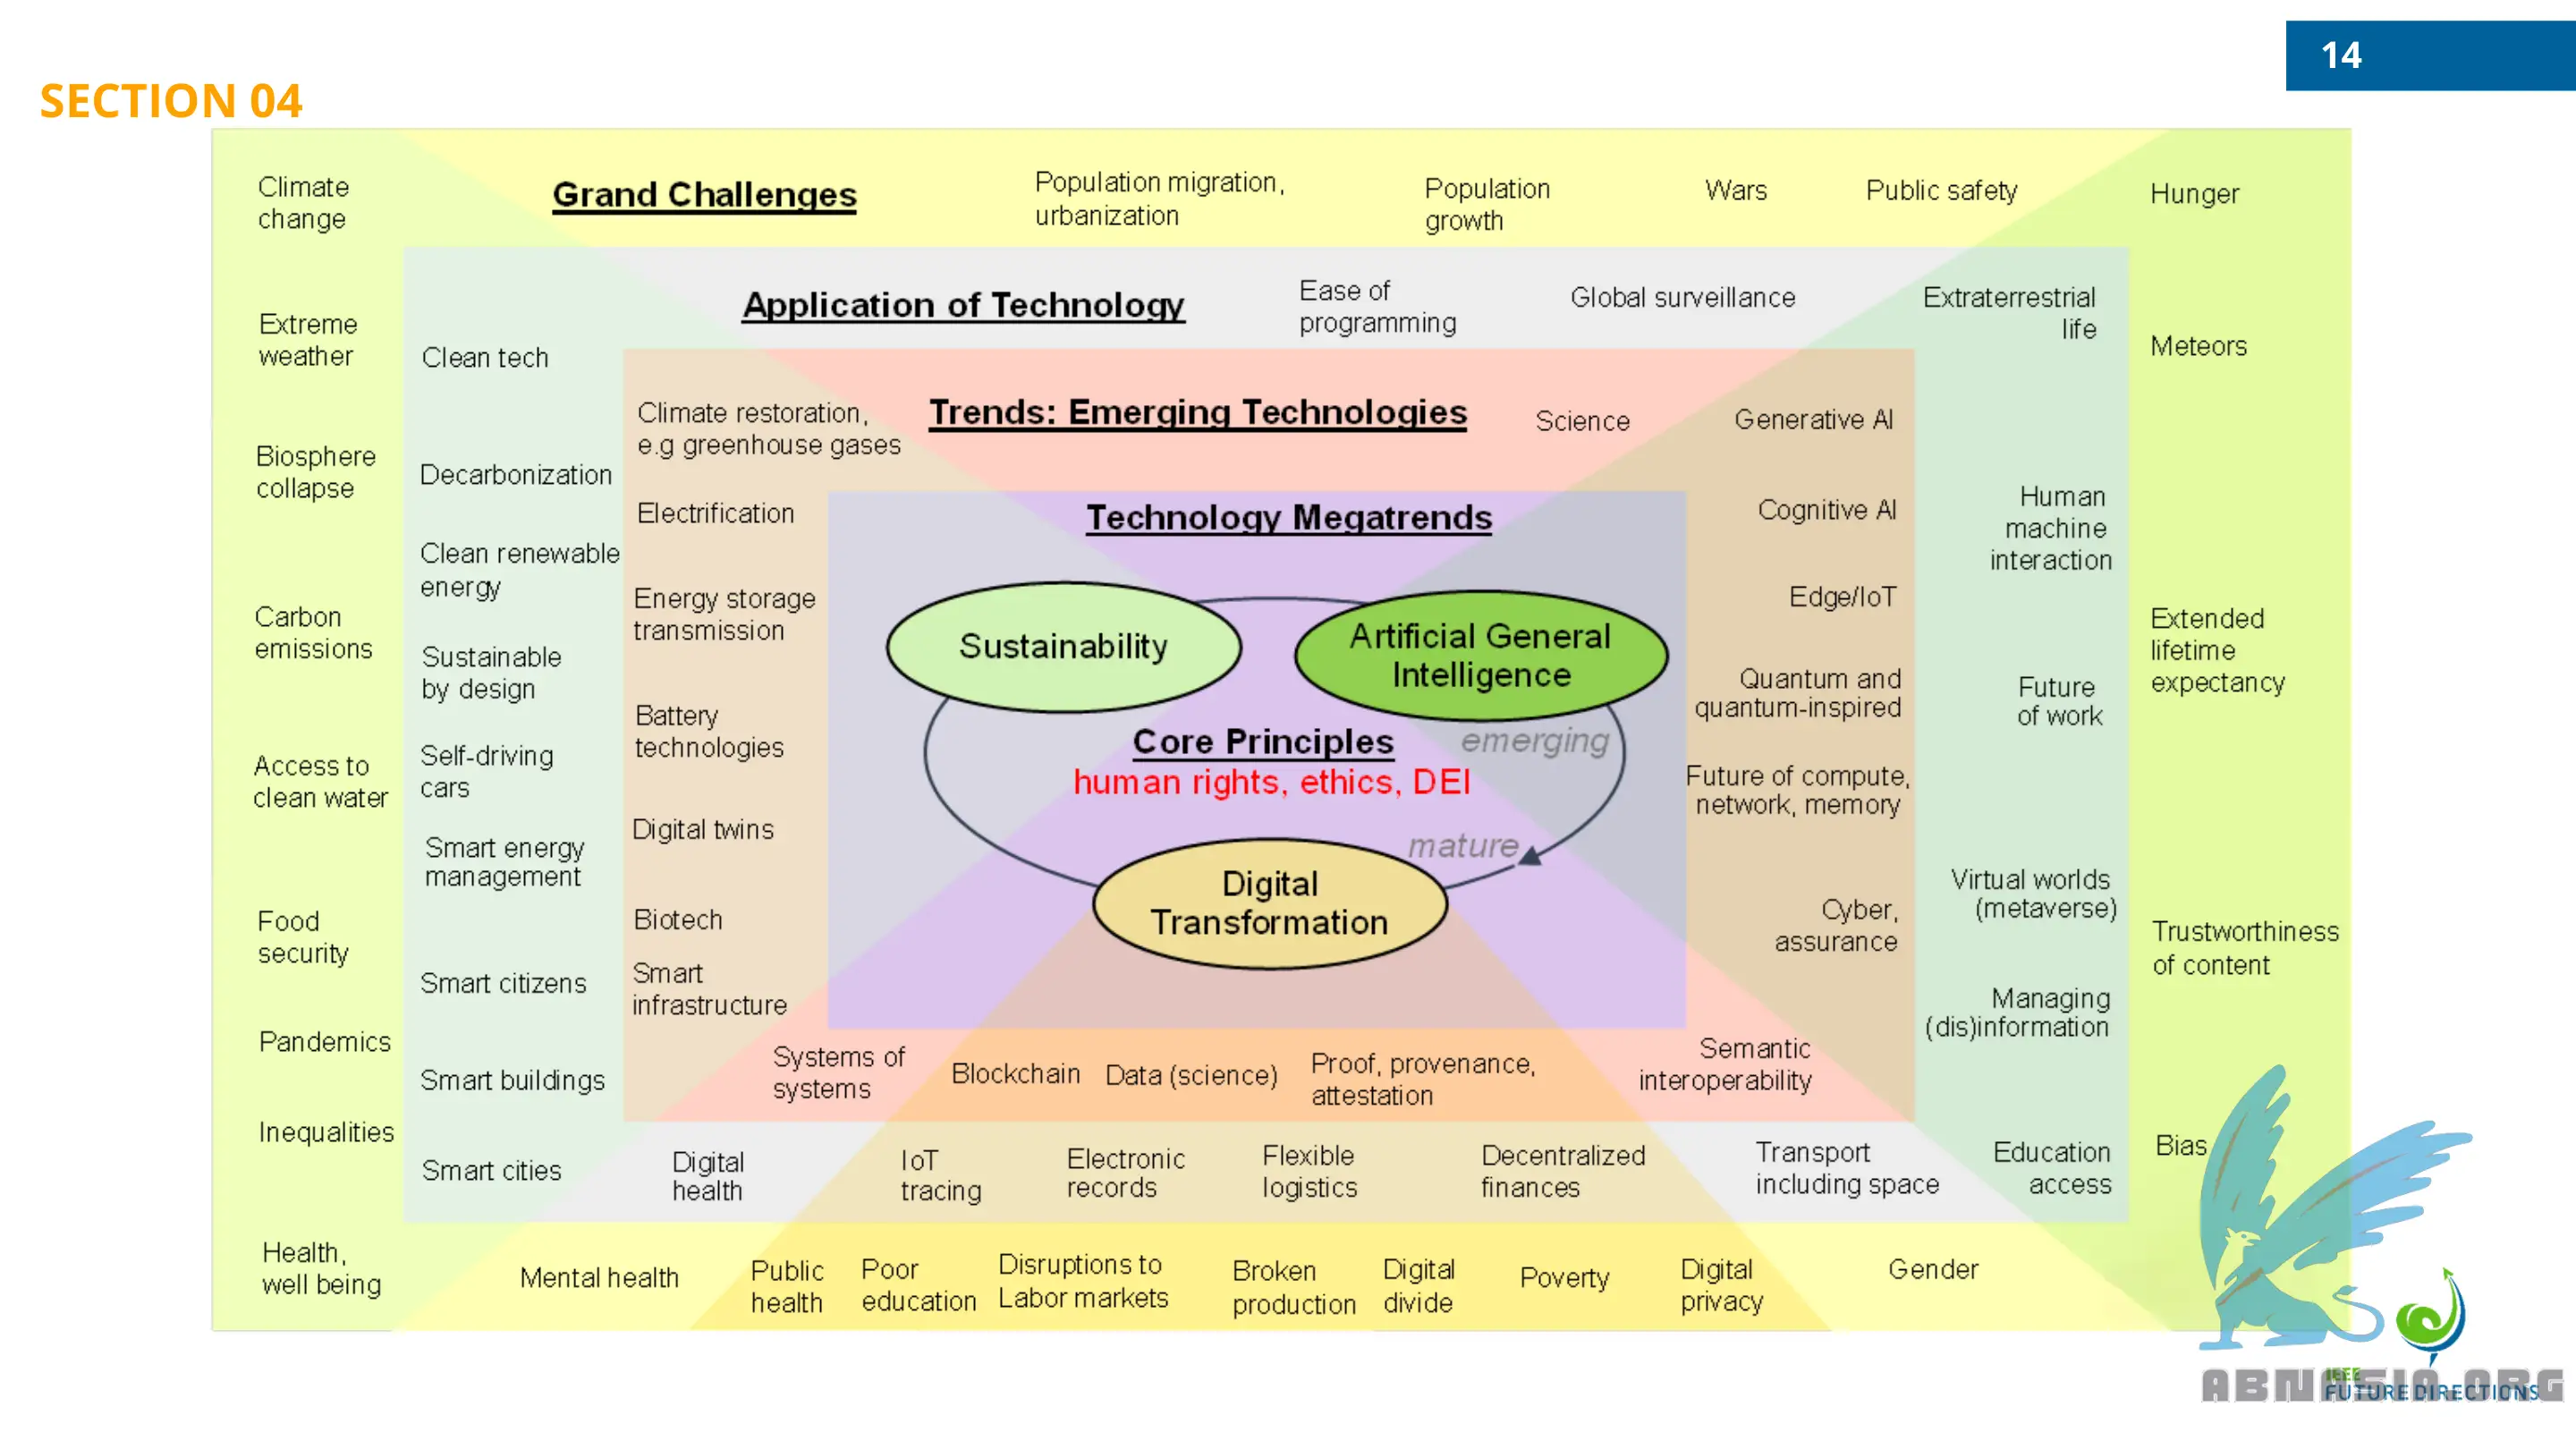 14
SECTION 04
Grand Challenges
Population migration,
urbanization
Population
growth
Wars
Public safety
Hunger
Climate
change
Extreme
weather
Biosphere
collapse
Carbon
emissions
Access to
clean water
Food
security
Pandemics
Inequalities
Health,
well being
Application of Technology
Ease of
programming
Global surveillance
Extraterrestrial
life
Clean tech
Decarbonization
Clean renewable
energy
Sustainable
by design
Self-driving
cars
Smart energy
management
Smart citizens
Smart buildings
Smart cities
Trends: Emerging Technologies
Science
Generative AI
Climate restoration,
e.g greenhouse gases
Electrification
Energy storage
transmission
Battery
technologies
Digital twins
Biotech
Smart
infrastructure
Technology Megatrends
Sustainability
Artificial General
Intelligence
Core Principles
human rights, ethics, DEI
emerging
mature
Digital
Transformation
Cognitive AI
Edge/IoT
Quantum and
quantum-inspired
Future of compute,
network, memory
Cyber,
assurance
Human
machine
interaction
Future
of work
Virtual worlds
(metaverse)
Managing
(dis)information
Education
access
Meteors
Extended
lifetime
expectancy
Trustworthiness
of content
Bias
Systems of
systems
Blockchain
Data (science)
Proof, provenance,
attestation
Semantic
interoperability
Digital
health
IoT
tracing
Electronic
records
Flexible
logistics
Decentralized
finances
Transport
including space
Mental health
Public
health
Poor
education
Disruptions to
Labor markets
Broken
production
Digital
divide
Poverty
Digital
privacy
Gender
IEEE
FUTURE DIRECTIONS
ABNASIA.ORG